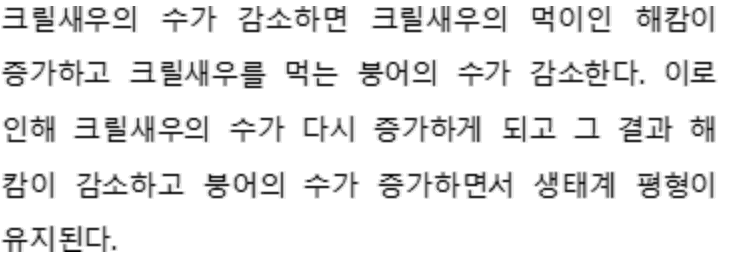 크릴새우의 수가 감소하면 크릴새우의 먹이인 해캄이
증가하고 크릴새우를 먹는 붕어의 수가 감소한다. 이로
인해 크릴새우의 수가 다시 증가하게 되고 그 결과 해
캄이 감소하고 붕어의 수가 증가하면서 생태계 평형이
유지된다.